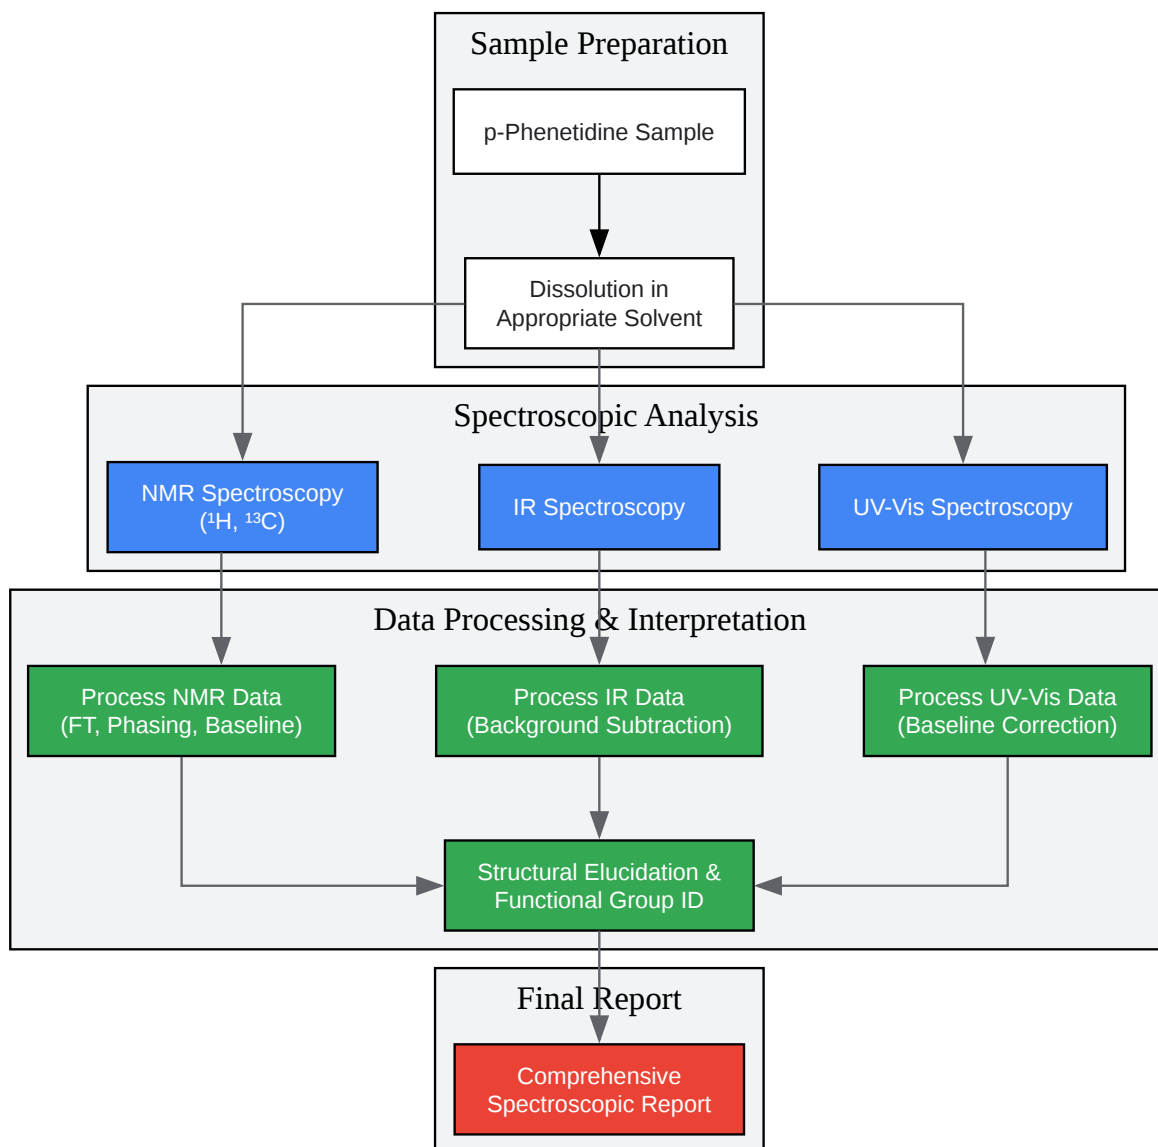 Sample Preparation
p-Phenetidine Sample
Dissolution in
Appropriate Solvent
Spectroscopic Analysis
NMR Spectroscopy
(¹H, ¹³C)
IR Spectroscopy
UV-Vis Spectroscopy
Data Processing & Interpretation
Process NMR Data
(FT, Phasing, Baseline)
Process IR Data
(Background Subtraction)
Process UV-Vis Data
(Baseline Correction)
Structural Elucidation &
Functional Group ID
Final Report
Comprehensive
Spectroscopic Report